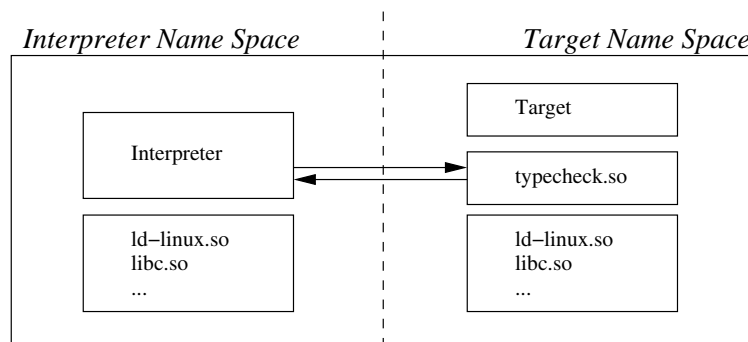 Interpreter Name Space
Target Name Space
Interpreter
ld−linux.so
libc.so
...
Target
typecheck.so
ld−linux.so
libc.so
...